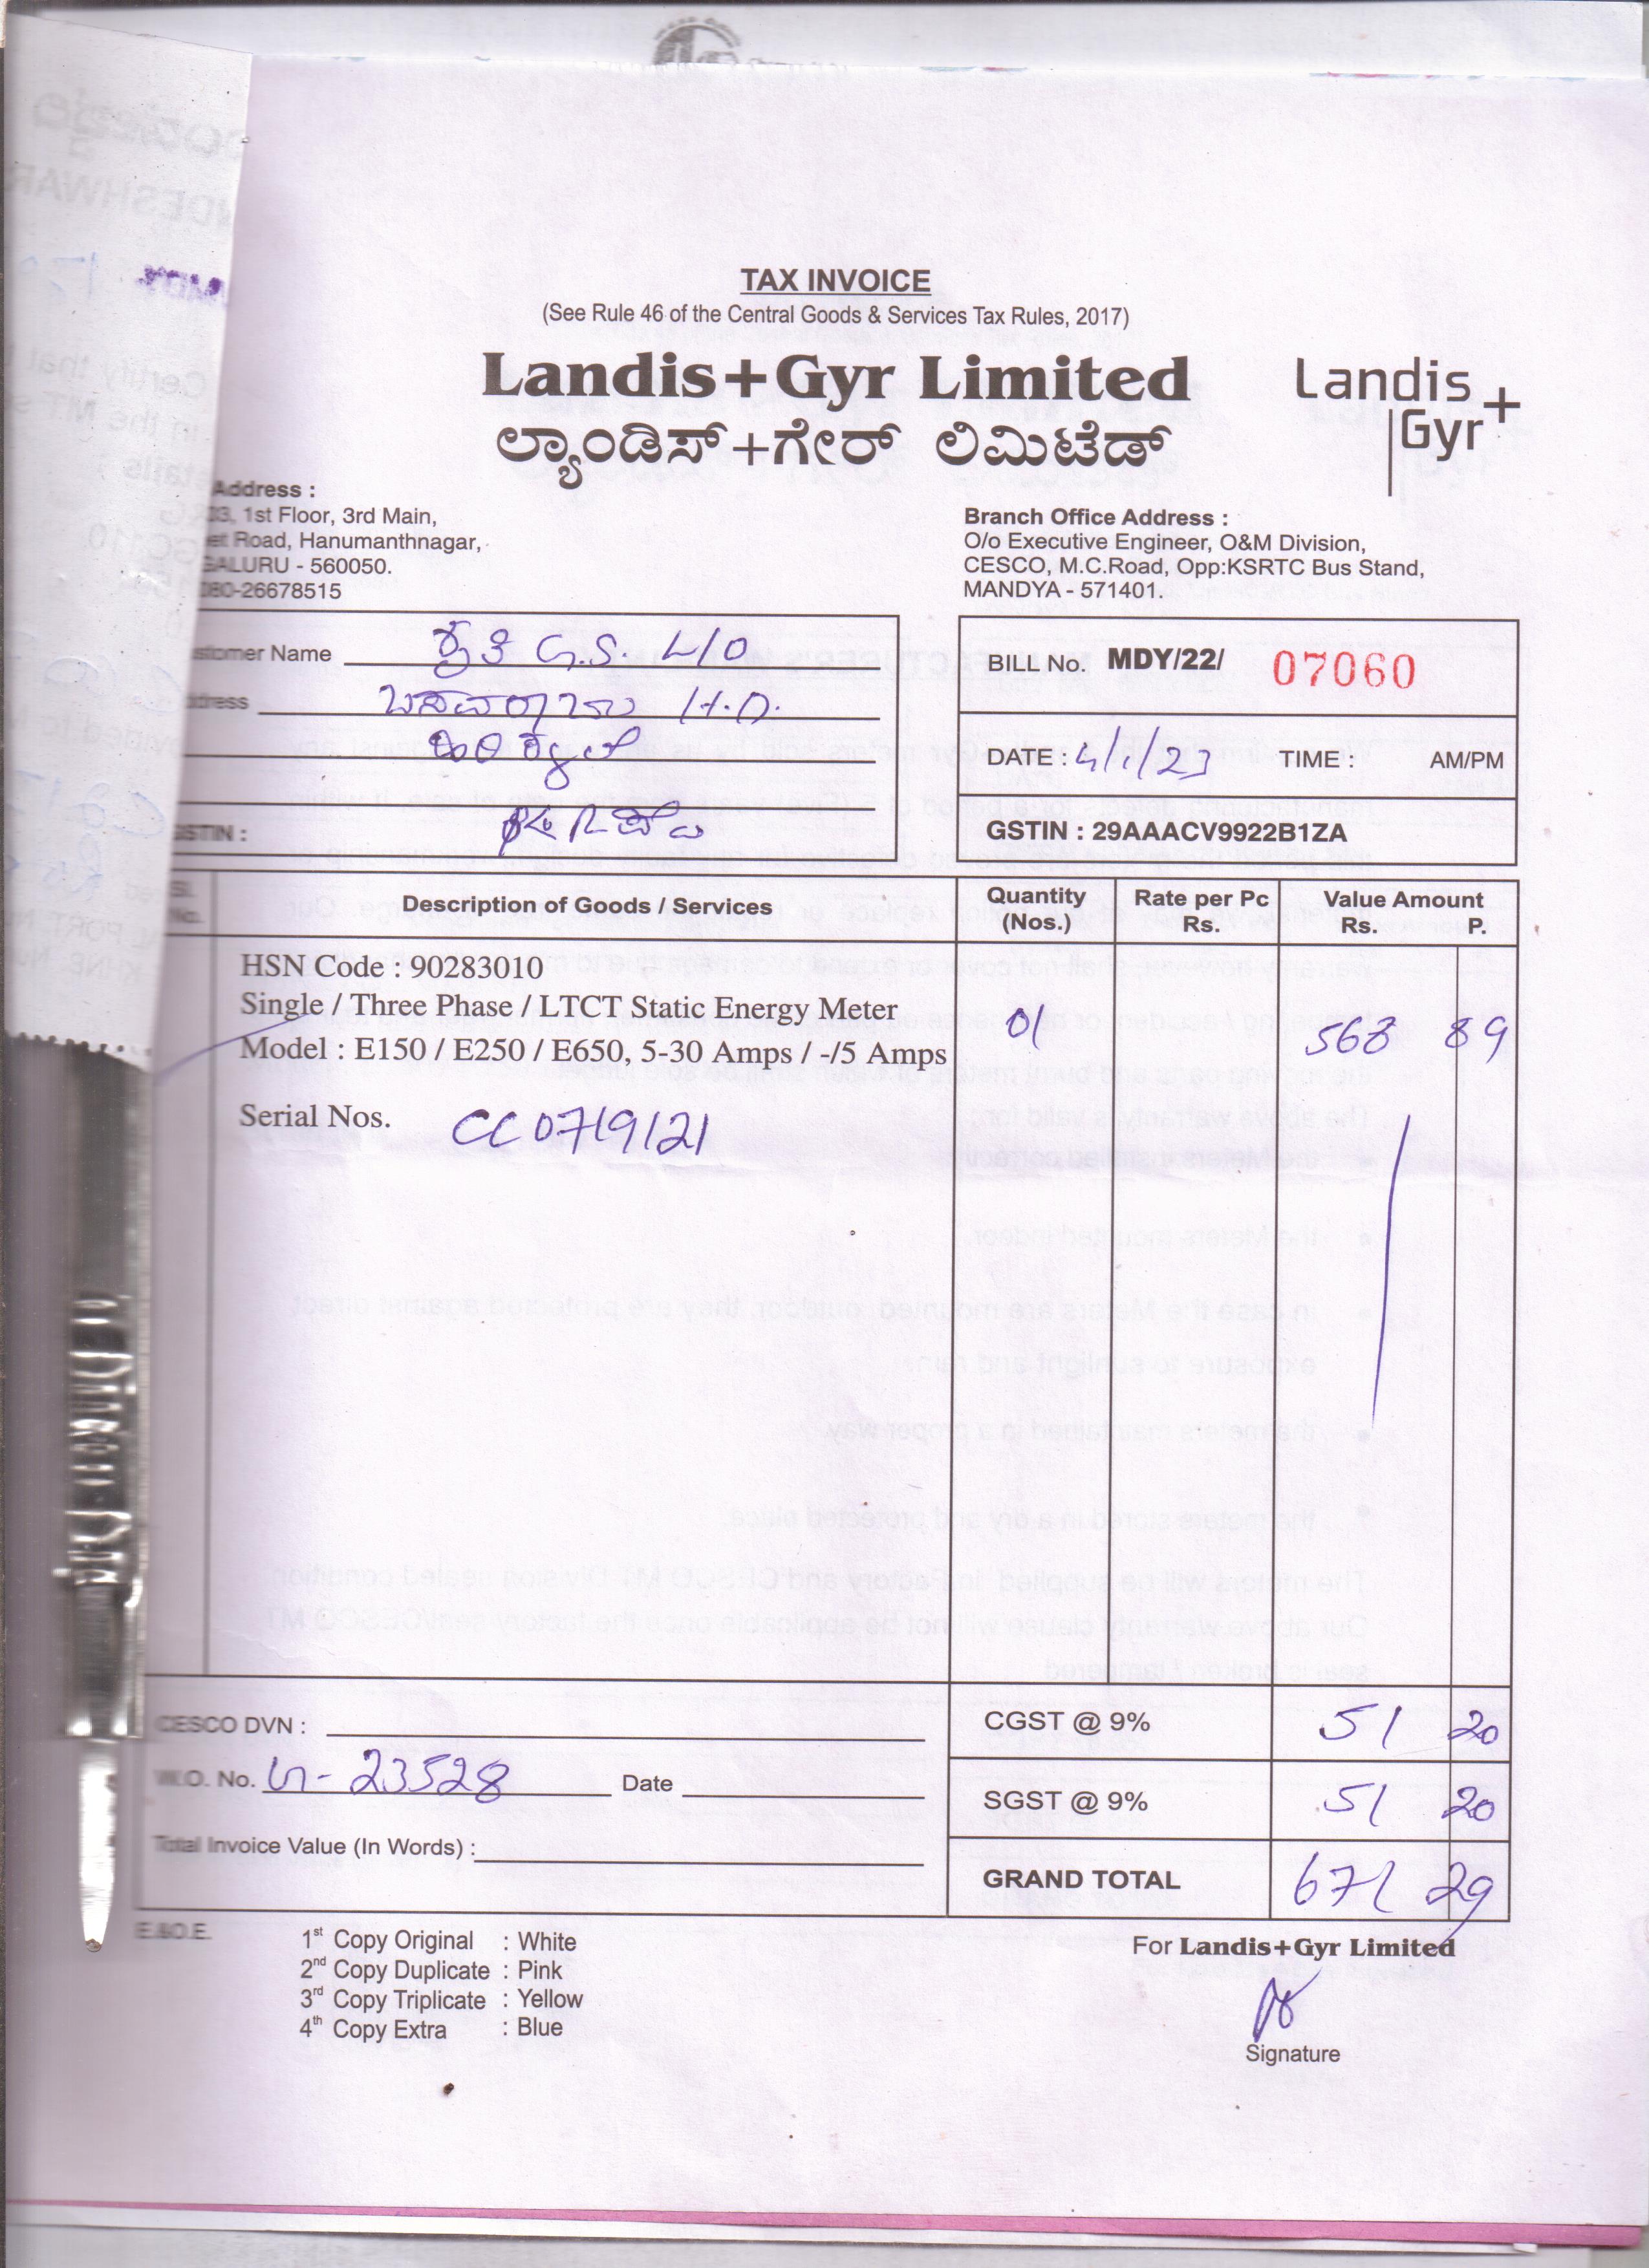 TAX INVOICE
(See Rule 46 of the Central Goods & Services Tax Rules, 2017)
Landis+Gyr Limited
ಲ್ಯಾಂಡಿಸ್+ಗೇರ್ ಲಿಮಿಟೆಡ್
Landis
Gyr+
Address :
03, 1st Floor, 3rd Main,
et Road, Hanumanthnagar,
GALURU - 560050.
080-26678515
Branch Office Address :
O/o Executive Engineer, O&M Division,
CESCO, M.C.Road, Opp:KSRTC Bus Stand,
MANDYA - 571401.
stomer Name G.S.
dress H.D.
GSTIN :
BILL No. MDY/22/ 07060
DATE : 4/1/23 TIME : AM/PM
GSTIN : 29AAACV9922B1ZA
Sl. No. Description of Goods / Services Quantity (Nos.) Rate per Pc Rs. Value Amount Rs. P.
HSN Code : 90283010
Single / Three Phase / LTCT Static Energy Meter 01 568 89
Model : E150 / E250 / E650, 5-30 Amps / -/5 Amps
Serial Nos. CC0719121
CESCO DVN :
CGST @ 9% 51 20
W.O. No. 23528 Date
SGST @ 9% 51 20
Total Invoice Value (In Words) :
GRAND TOTAL 671 29
E.&O.E.
1st Copy Original : White
2nd Copy Duplicate : Pink
3rd Copy Triplicate : Yellow
4th Copy Extra : Blue
For Landis+Gyr Limited
Signature